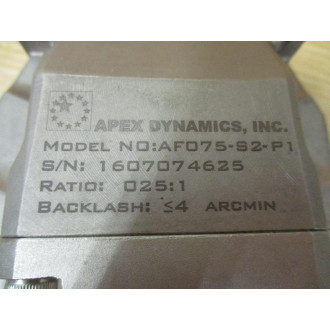 APEX DYNAMICS, INC.
MODEL NO:AF075-S2-P1
S/N: 1607074625
RATIO: 025:1
BACKLASH: ≤4 ARCMIN